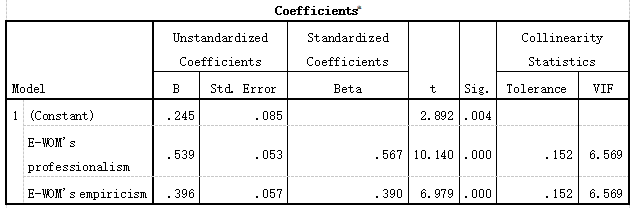 Coefficientsᵃ
Unstandardized Coefficients Standardized Coefficients t Sig. Collinearity Statistics
Model B Std. Error Beta Tolerance VIF
1 (Constant) .245 .085 2.892 .004
E-WOM's professionalism .539 .053 .567 10.140 .000 .152 6.569
E-WOM's empiricism .396 .057 .390 6.979 .000 .152 6.569